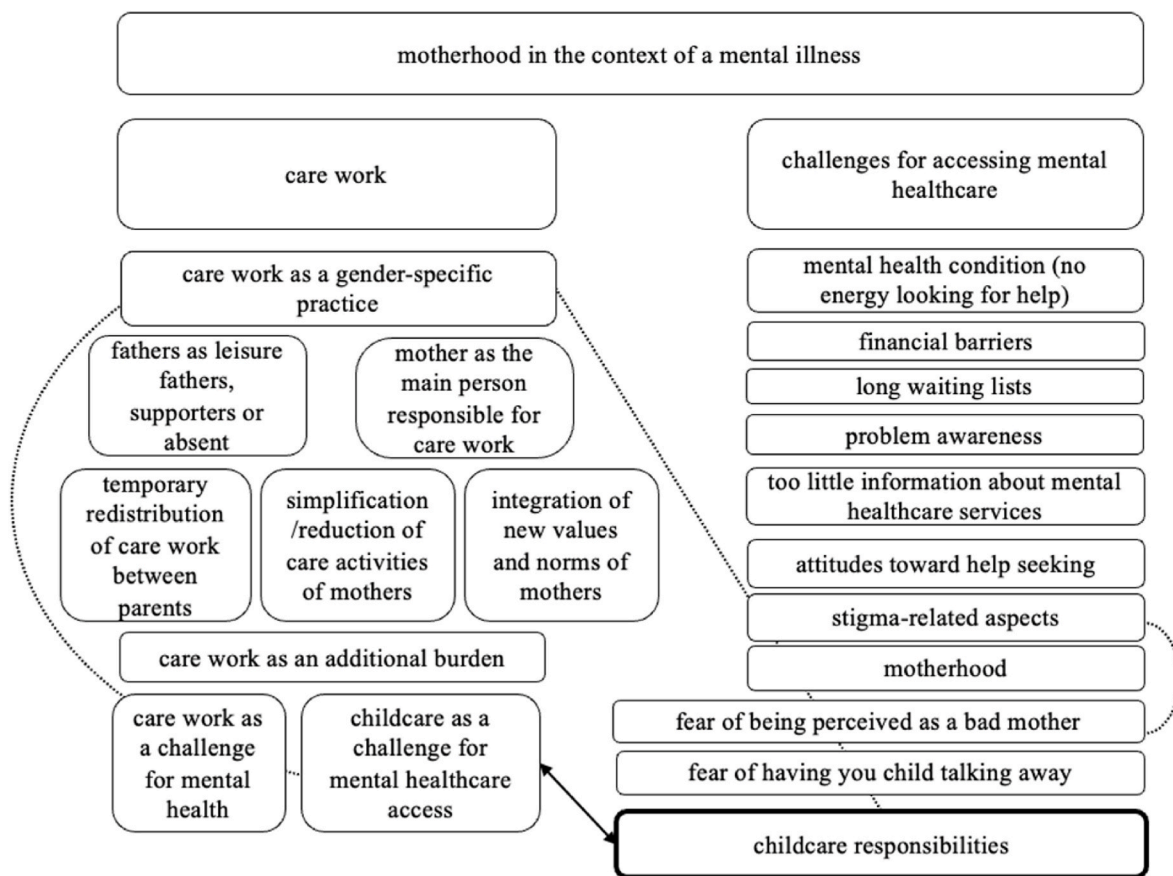 motherhood in the context of a mental illness
care work
challenges for accessing mental
healthcare
care work as a gender-specific
practice
fathers as leisure
fathers,
supporters or
absent
mother as the
main person
responsible for
care work
temporary
redistribution
of care work
between
parents
simplification
/reduction of
care activities
of mothers
integration of
new values
and norms of
mothers
care work as an additional burden
care work as
a challenge
for mental
health
childcare as a
challenge for
mental healthcare
access
mental health condition (no
energy looking for help)
financial barriers
long waiting lists
problem awareness
too little information about mental
healthcare services
attitudes toward help seeking
stigma-related aspects
motherhood
fear of being perceived as a bad mother
fear of having you child talking away
childcare responsibilities